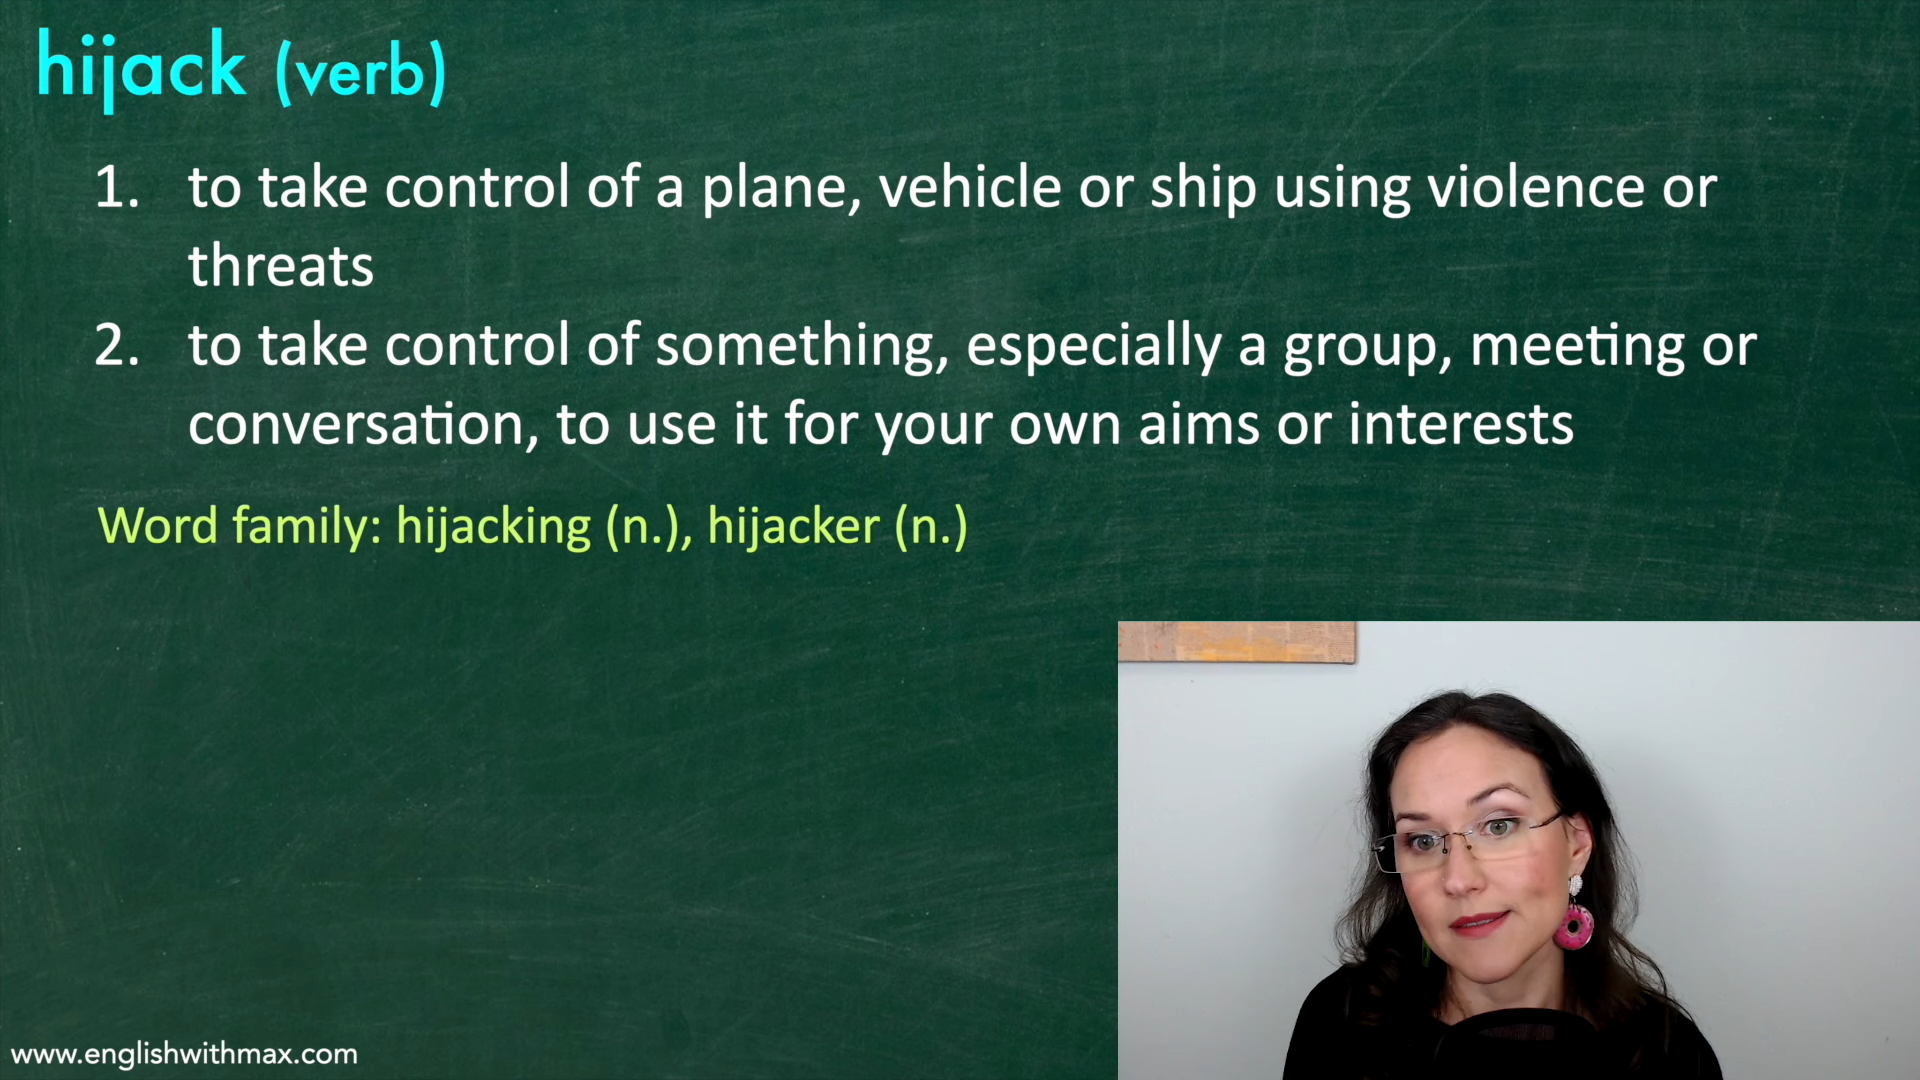 hijack (verb)
1. to take control of a plane, vehicle or ship using violence or
threats
2. to take control of something, especially a group, meeting or
conversation, to use it for your own aims or interests
Word family: hijacking (n.), hijacker (n.)
www.englishwithmax.com